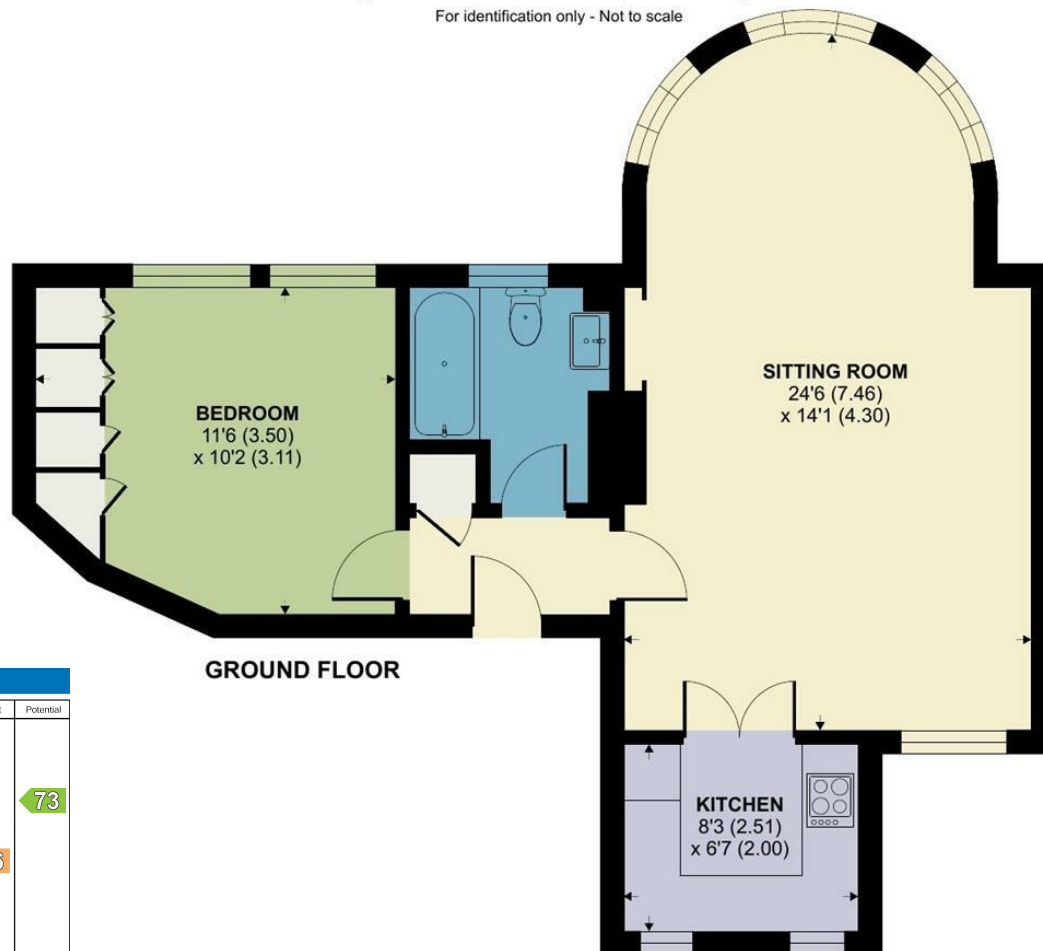 For identification only - Not to scale
SITTING ROOM
24'6 (7.46)
x 14'1 (4.30)
BEDROOM
11'6 (3.50)
x 10'2 (3.11)
GROUND FLOOR
Potential
73
KITCHEN
8'3 (2.51)
x 6'7 (2.00)